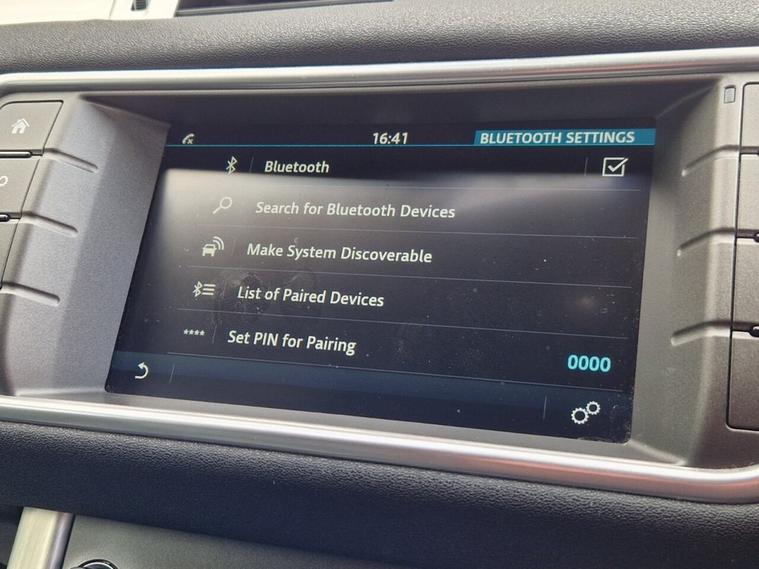 16:41
BLUETOOTH SETTINGS
Bluetooth
Search for Bluetooth Devices
Make System Discoverable
List of Paired Devices
**** Set PIN for Pairing
0000